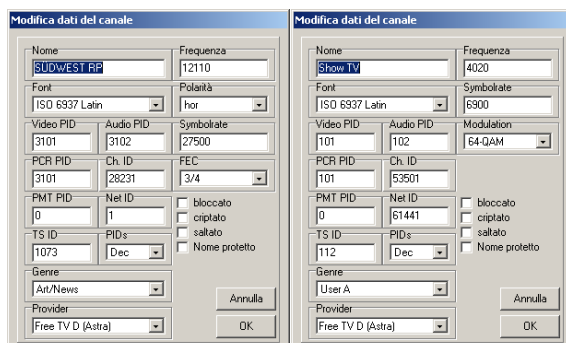 Modifica dati del canale
Nome
SÜDWEST RP
Frequenza
12110
Font
ISO 6937 Latin
Polarità
hor
Video PID
3101
Audio PID
3102
Symbolrate
27500
PCR PID
3101
Ch. ID
28231
FEC
3/4
PMT PID
0
Net ID
1
bloccato
criptato
saltato
Nome protetto
TS ID
1073
PIDs
Dec
Genre
Art/News
Annulla
Provider
Free TV D (Astra)
OK
Modifica dati del canale
Nome
Show TV
Frequenza
4020
Font
ISO 6937 Latin
Symbolrate
6900
Video PID
101
Audio PID
102
Modulation
64-QAM
PCR PID
101
Ch. ID
53501
PMT PID
0
Net ID
61441
bloccato
criptato
saltato
Nome protetto
TS ID
112
PIDs
Dec
Genre
User A
Annulla
Provider
Free TV D (Astra)
OK